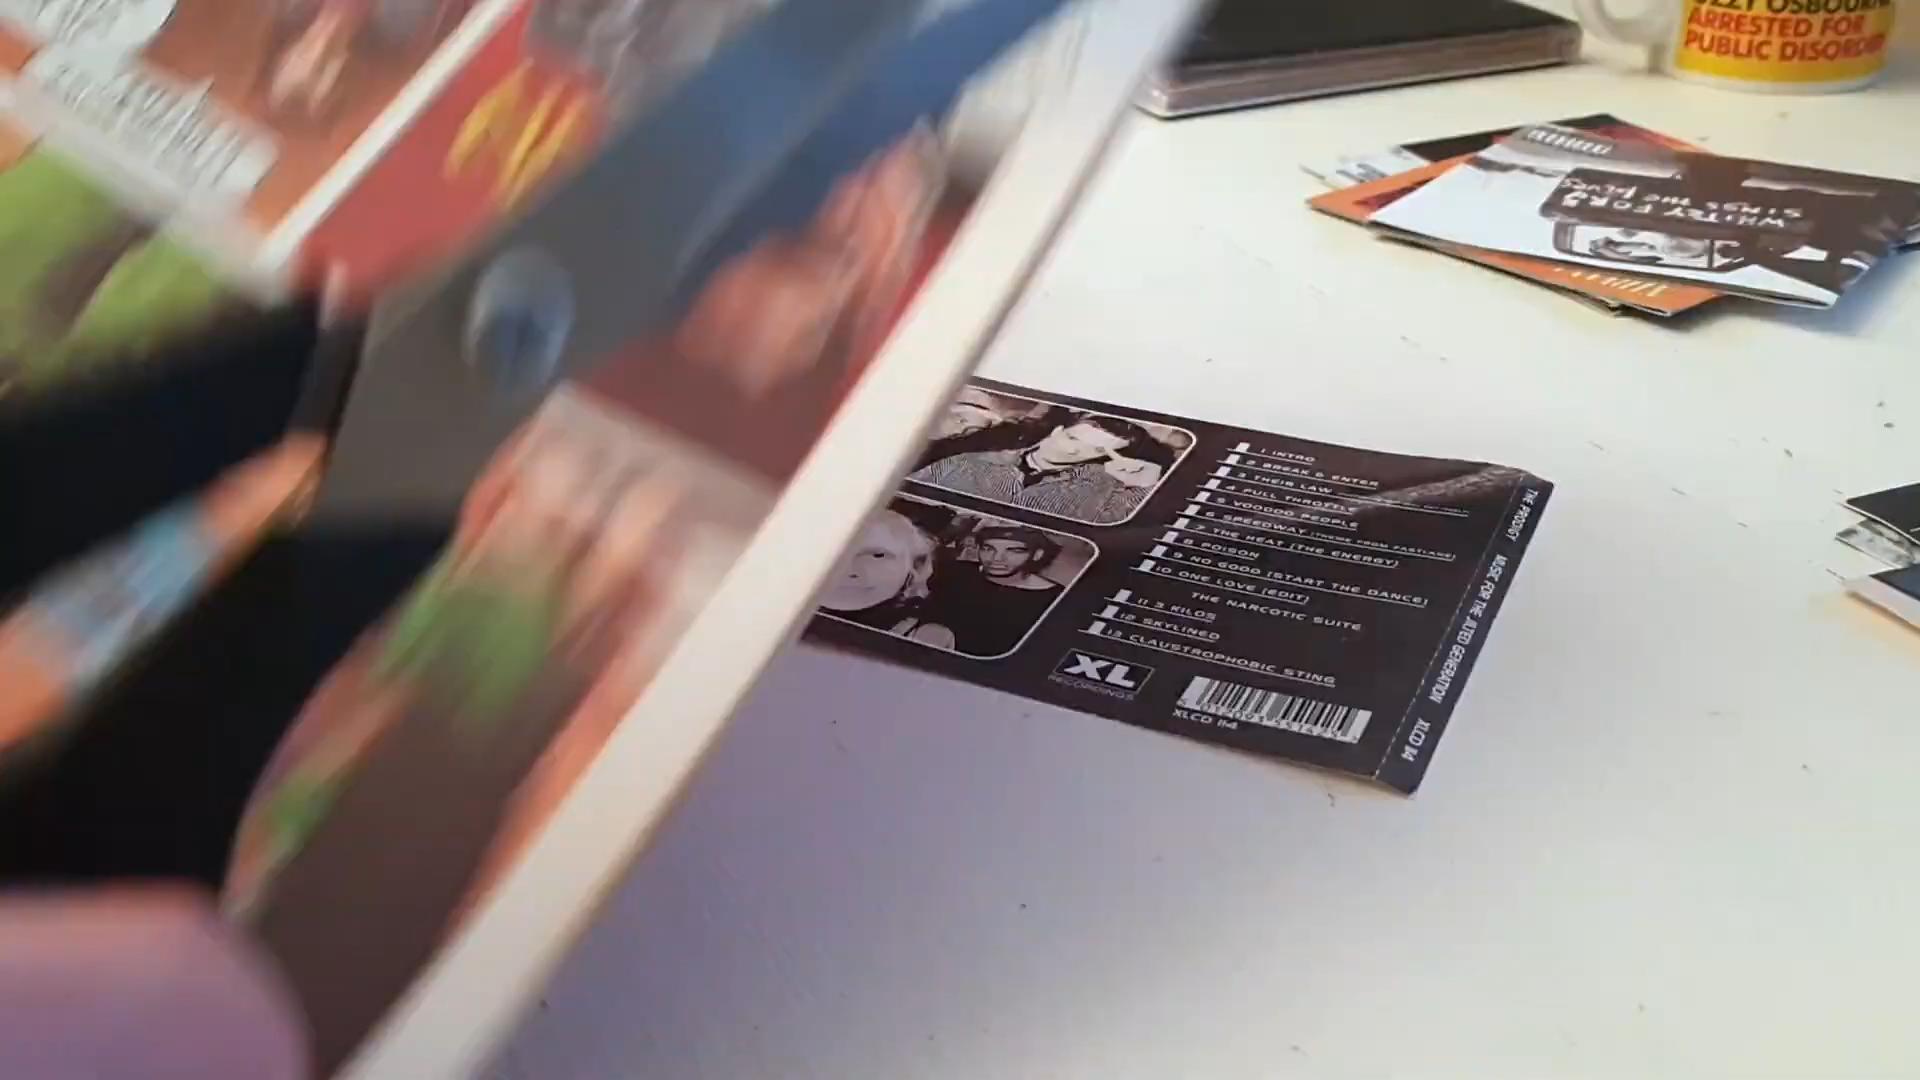 OZZY OSBOURNE
ARRESTED FOR
PUBLIC DISORDER
WHITEY FORD
SINGS THE BLUES
1 INTRO
2 BREAK & ENTER
3 THEIR LAW
4 FULL THROTTLE
5 VOODOO PEOPLE
6 SPEEDWAY (THEME FROM FASTLANE)
7 THE HEAT (THE ENERGY)
8 POISON
9 NO GOOD (START THE DANCE)
10 ONE LOVE (EDIT)
THE NARCOTIC SUITE
11 3 KILOS
12 SKYLINED
13 CLAUSTROPHOBIC STING
XL
RECORDINGS
XLCD 114
THE PRODIGY MUSIC FOR THE JILTED GENERATION XLCD 114